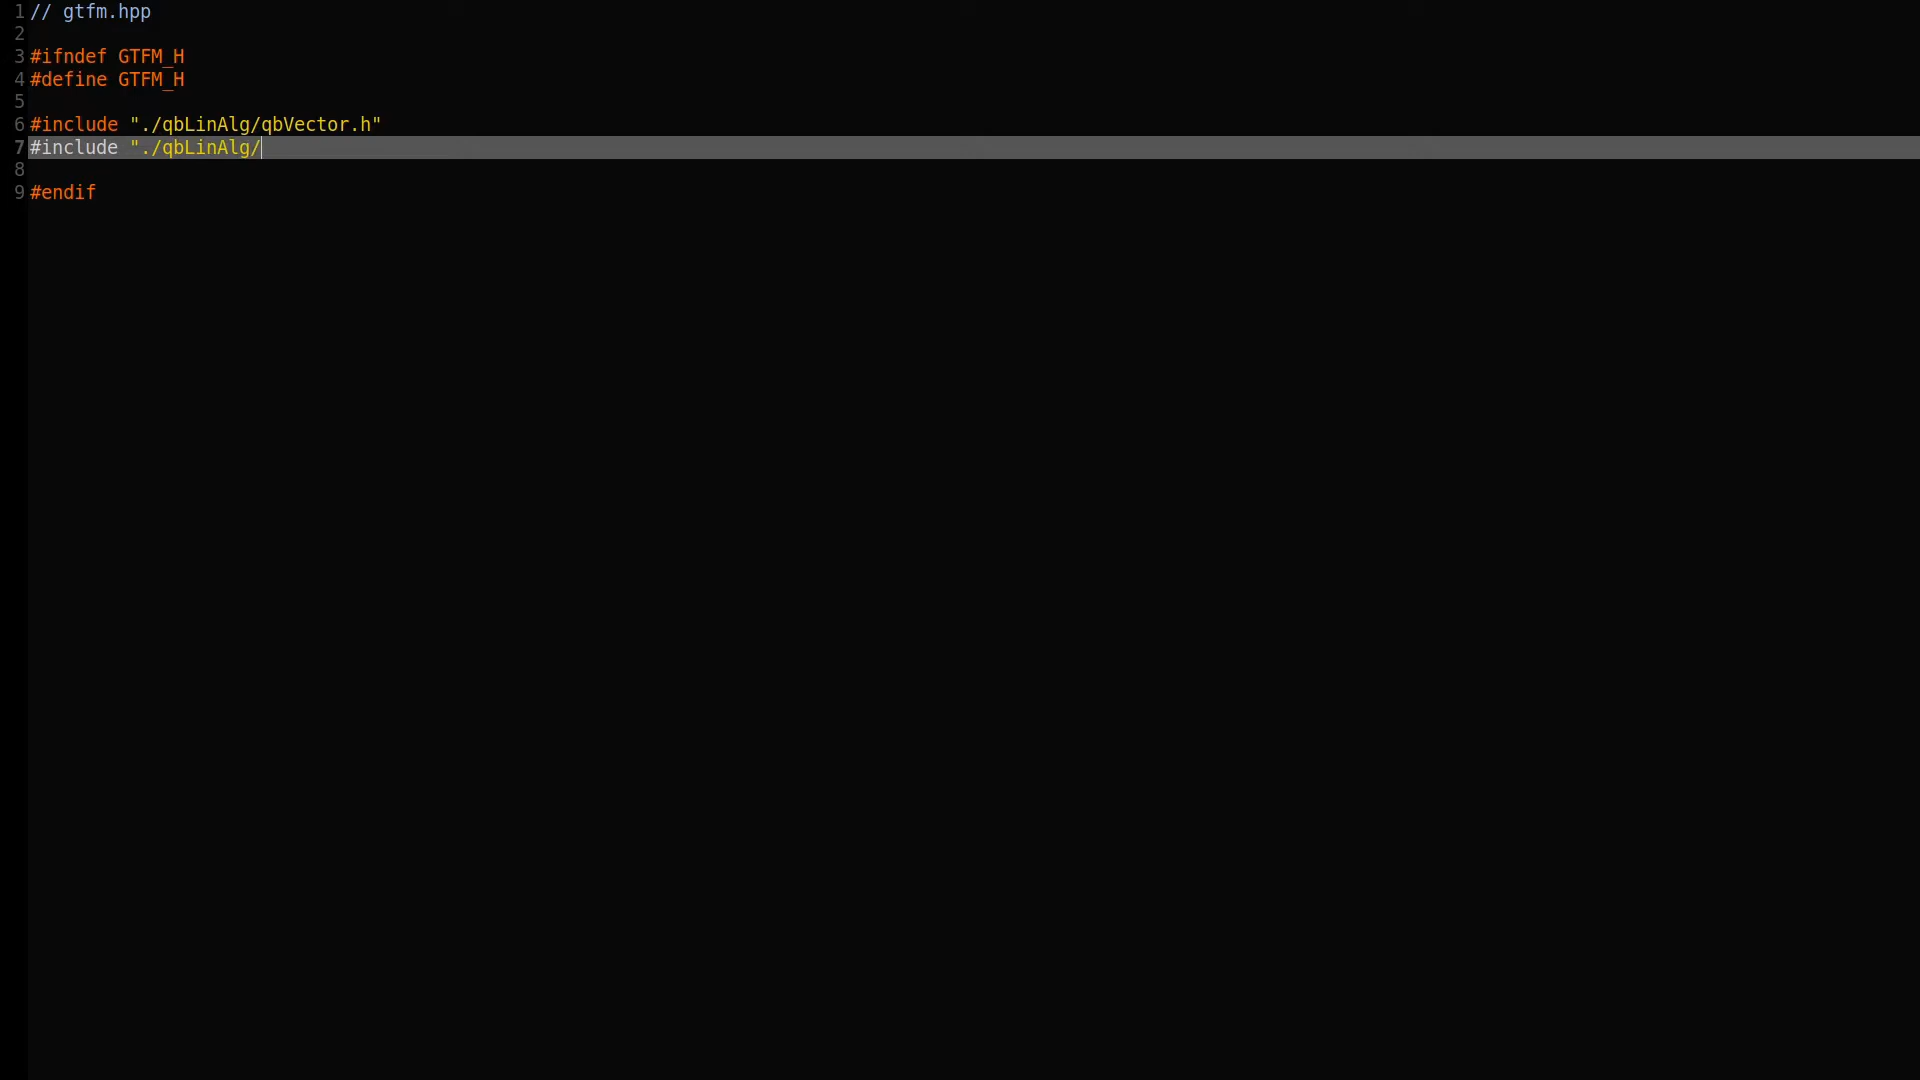 1 // gtfm.hpp
2
3 #ifndef GTFM_H
4 #define GTFM_H
5
6 #include "./qbLinAlg/qbVector.h"
7 #include "./qbLinAlg/
8
9 #endif